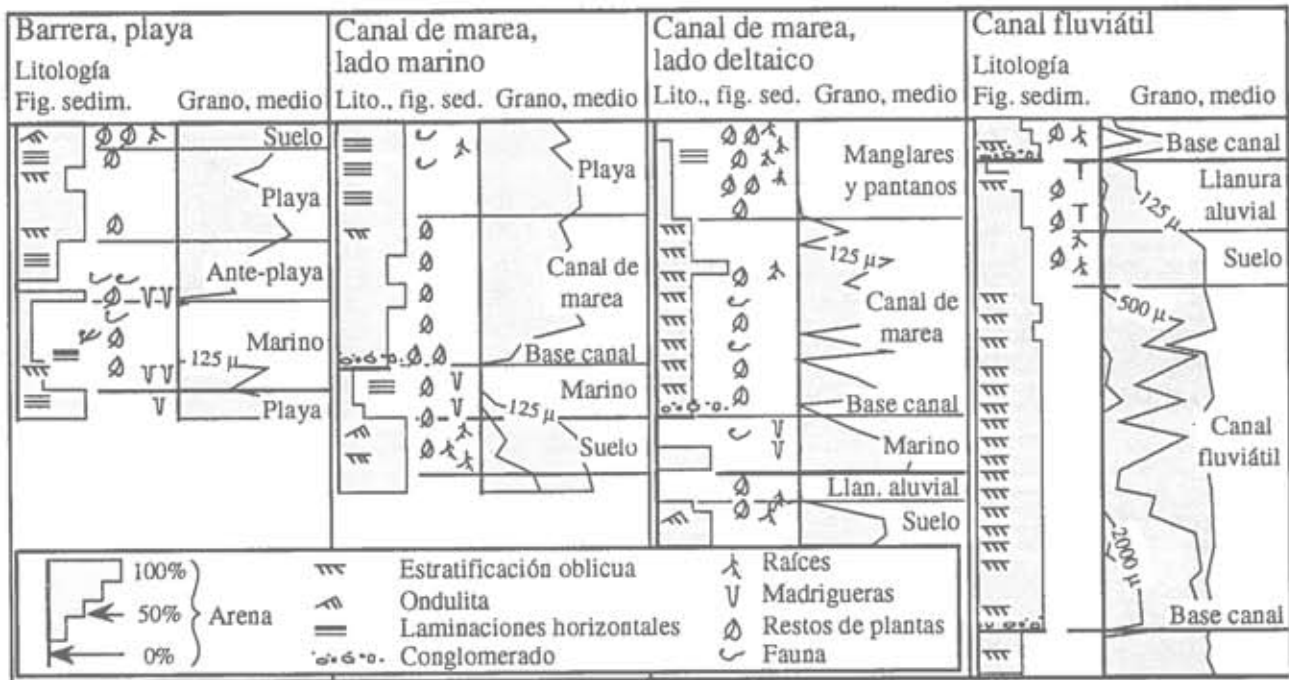 Barrera, playa
Litología
Fig. sedim. Grano, medio
Suelo
Playa
Ante-playa
Marino
125 μ
Playa
Canal de marea,
lado marino
Lito., fig. sed. Grano, medio
Playa
Canal de
marea
Base canal
Marino
125 μ
Suelo
Canal de marea,
lado deltaico
Lito., fig. sed. Grano, medio
Manglares
y pantanos
125 μ
Canal de
marea
Base canal
Marino
Llan. aluvial
Suelo
Canal fluviátil
Litología
Fig. sedim. Grano, medio
Base canal
Llanura
aluvial
125 μ
Suelo
500 μ
Canal
fluviátil
2000 μ
Base canal
100%
50%
0%
Arena
Estratificación oblicua
Ondulita
Laminaciones horizontales
Conglomerado
Raíces
Madrigueras
Restos de plantas
Fauna